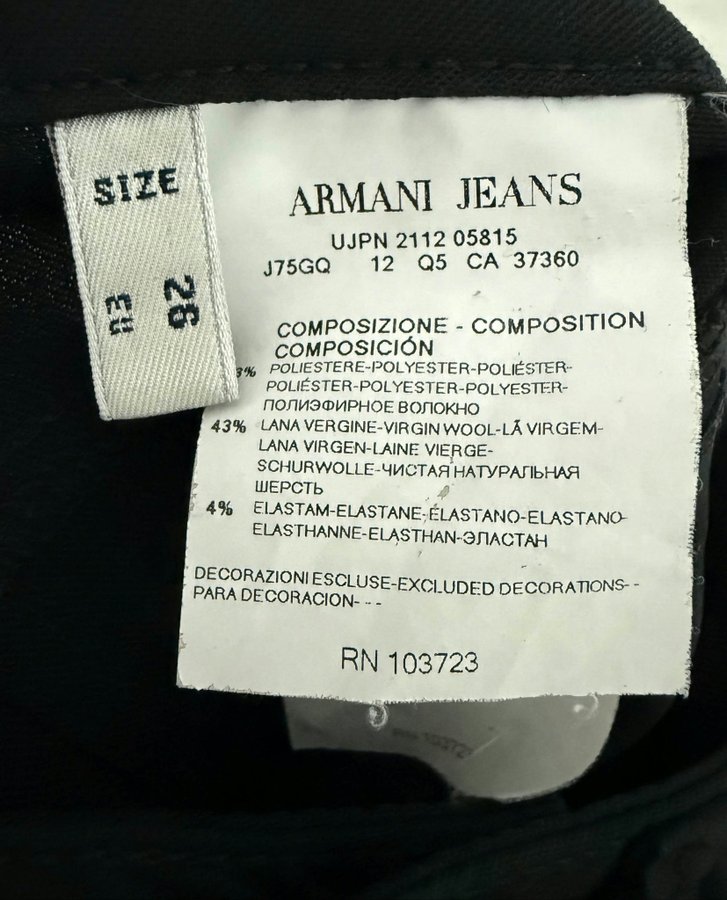 SIZE
26
EU
ARMANI JEANS
UJPN 2112 05815
J75GQ 12 Q5 CA 37360
COMPOSIZIONE - COMPOSITION
COMPOSICIÓN
3% POLIESTERE-POLYESTER-POLIÉSTER-
POLIÉSTER-POLYESTER-POLYESTER-
ПОЛИЭФИРНОЕ ВОЛОКНО
43% LANA VERGINE-VIRGIN WOOL-LÃ VIRGEM-
LANA VIRGEN-LAINE VIERGE-
SCHURWOLLE-ЧИСТАЯ НАТУРАЛЬНАЯ
ШЕРСТЬ
4% ELASTAM-ELASTANE-ÉLASTANO-ELASTANO-
ELASTHANNE-ELASTHAN-ЭЛАСТАН
DECORAZIONI ESCLUSE-EXCLUDED DECORATIONS--
PARA DECORACION---
RN 103723